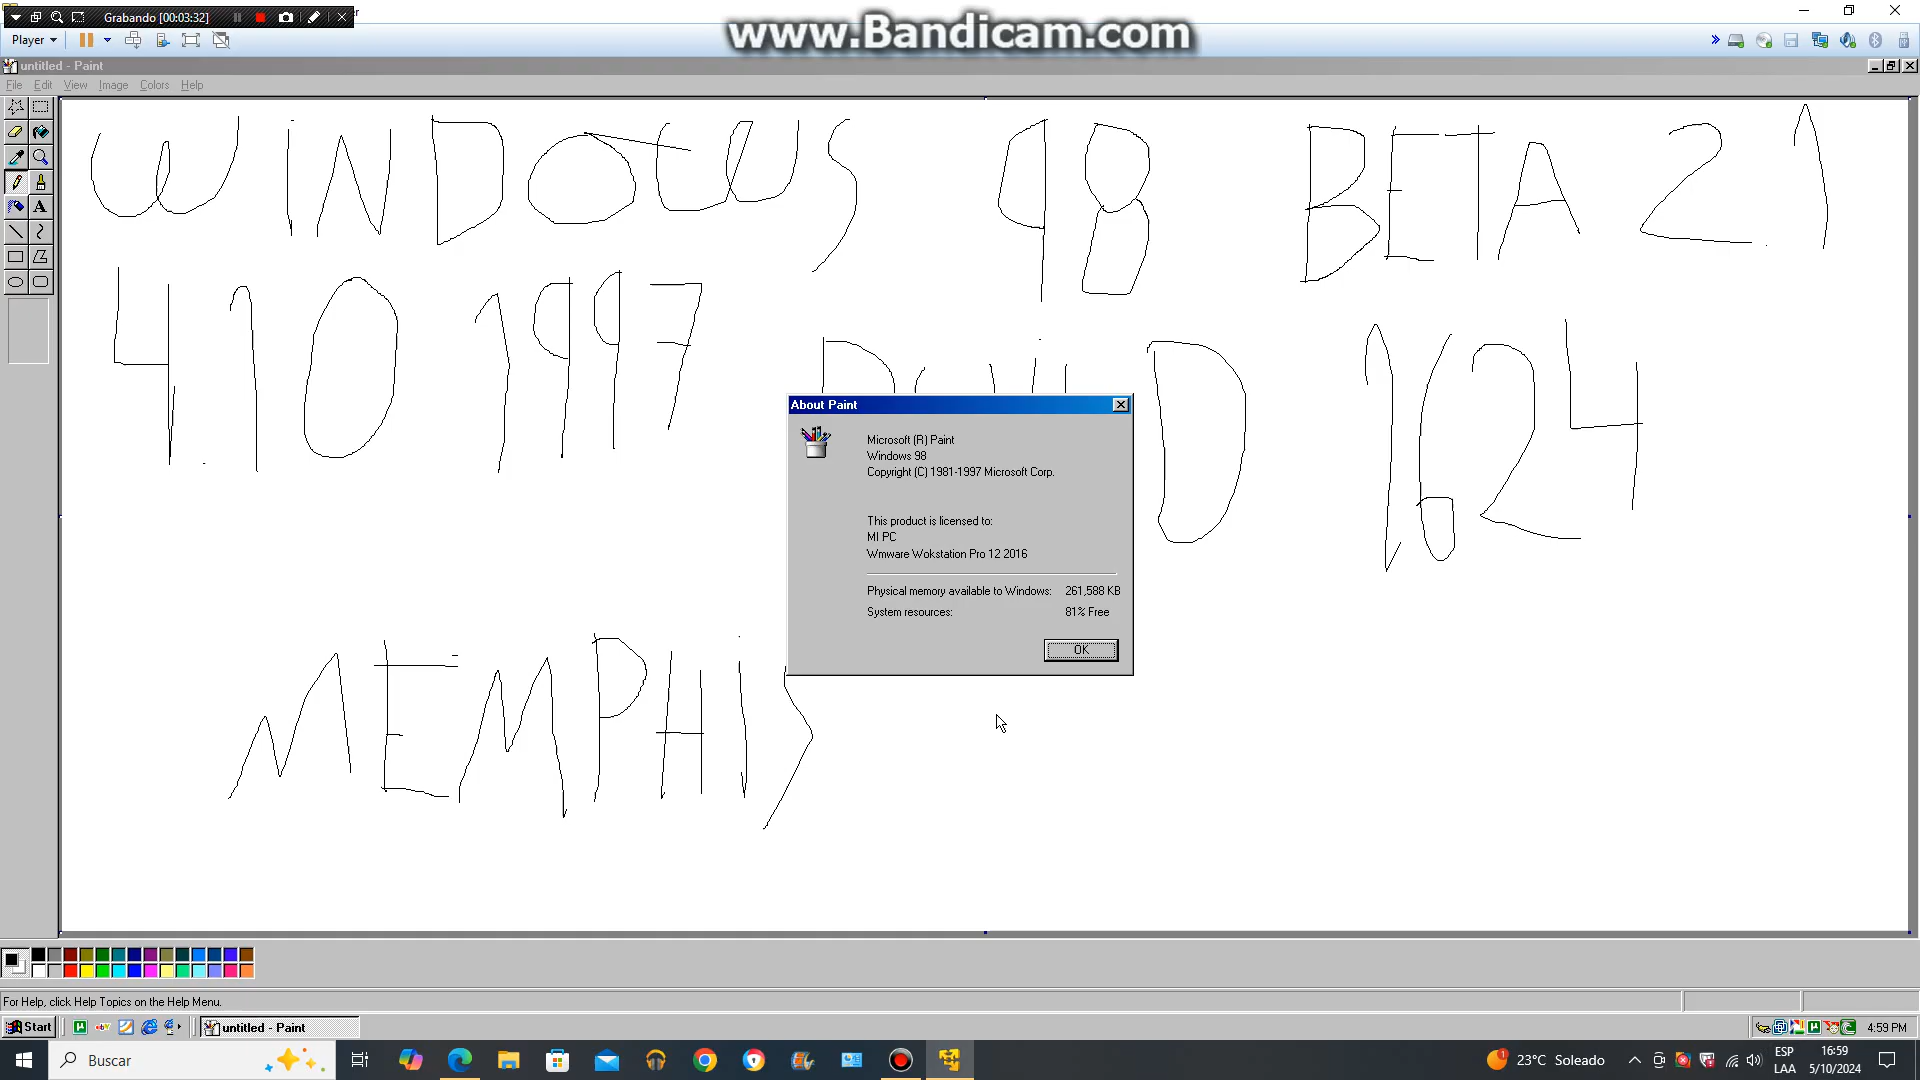 Grabando [00:03:32]
www.Bandicam.com
Player
untitled - Paint
File Edit View Image Colors Help
WINDOWS 98 BETA 2.1
4.10 1997 BUILD 1624
About Paint
Microsoft (R) Paint
Windows 98
Copyright (C) 1981-1997 Microsoft Corp.
This product is licensed to:
MI PC
Wmware Wokstation Pro 12 2016
Physical memory available to Windows: 261,588 KB
System resources: 81% Free
OK
MEMPHIS
For Help, click Help Topics on the Help Menu.
Start untitled - Paint 4:59 PM
Buscar 23°C Soleado ESP 16:59
LAA 5/10/2024